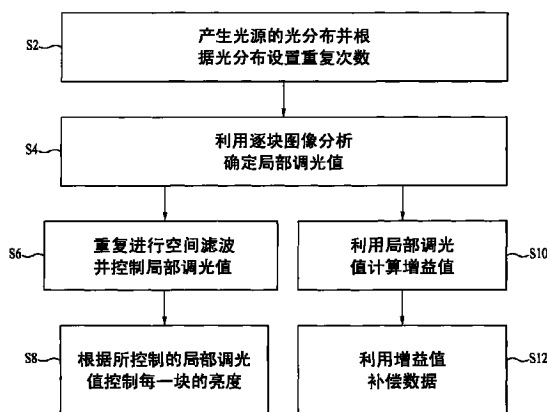 S2
产生光源的光分布并根
据光分布设置重复次数
S4
利用逐块图像分析
确定局部调光值
S6
重复进行空间滤波
并控制局部调光值
利用局部调光
值计算增益值
S10
S8
根据所控制的局部调光
值控制每一块的亮度
利用增益值
补偿数据
S12